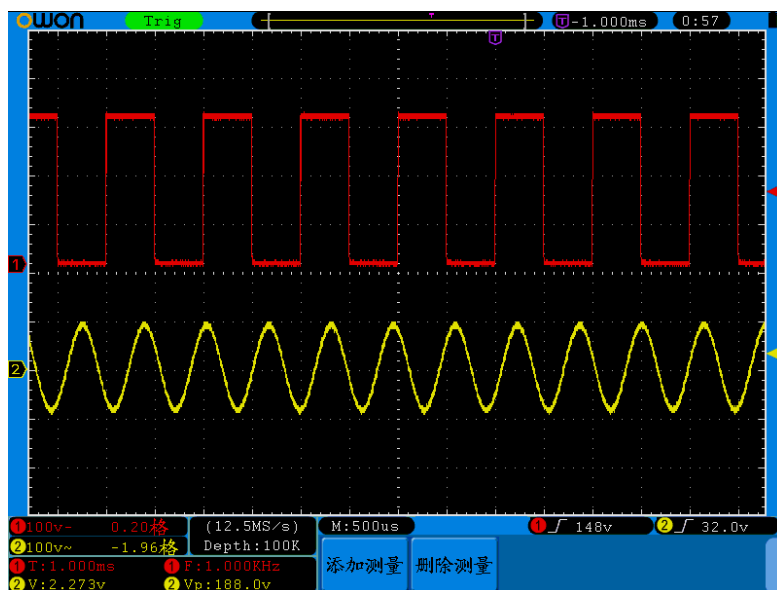 OWON Trig T-1.000ms 0:57
T
1
2
1 100v- 0.20格 (12.5MS/s) M:500us 1 148v 2 32.0v
2 100v~ -1.96格 Depth:100K
1 T:1.000ms 1 F:1.000KHz 添加测量 删除测量
2 V:2.273v 2 Vp:188.0v